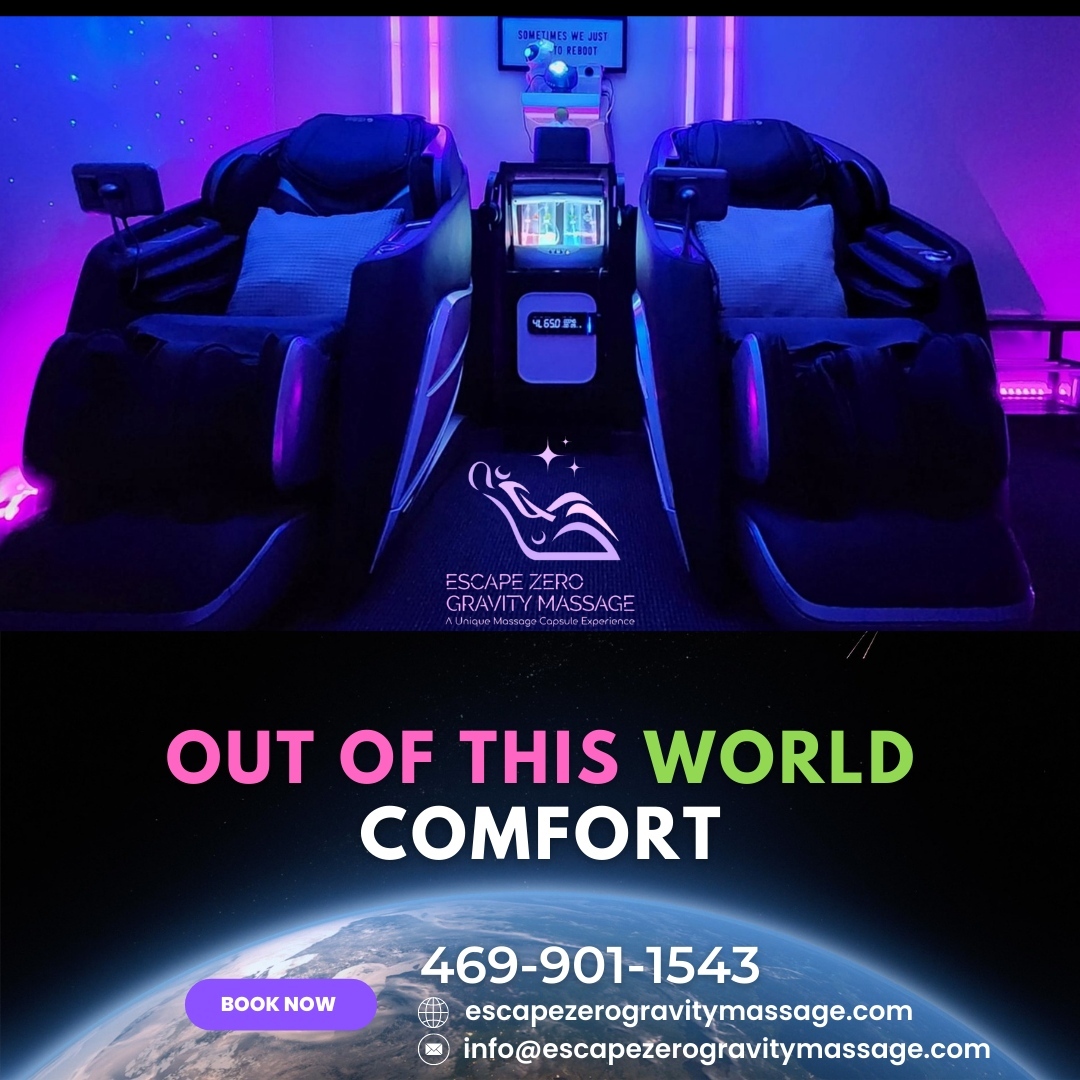 SOMETIMES WE JUST
TO REBOOT
ESCAPE ZERO
GRAVITY MASSAGE
A Unique Massage Capsule Experience
OUT OF THIS WORLD
COMFORT
469-901-1543
BOOK NOW
escapezerogravitymassage.com
info@escapezerogravitymassage.com